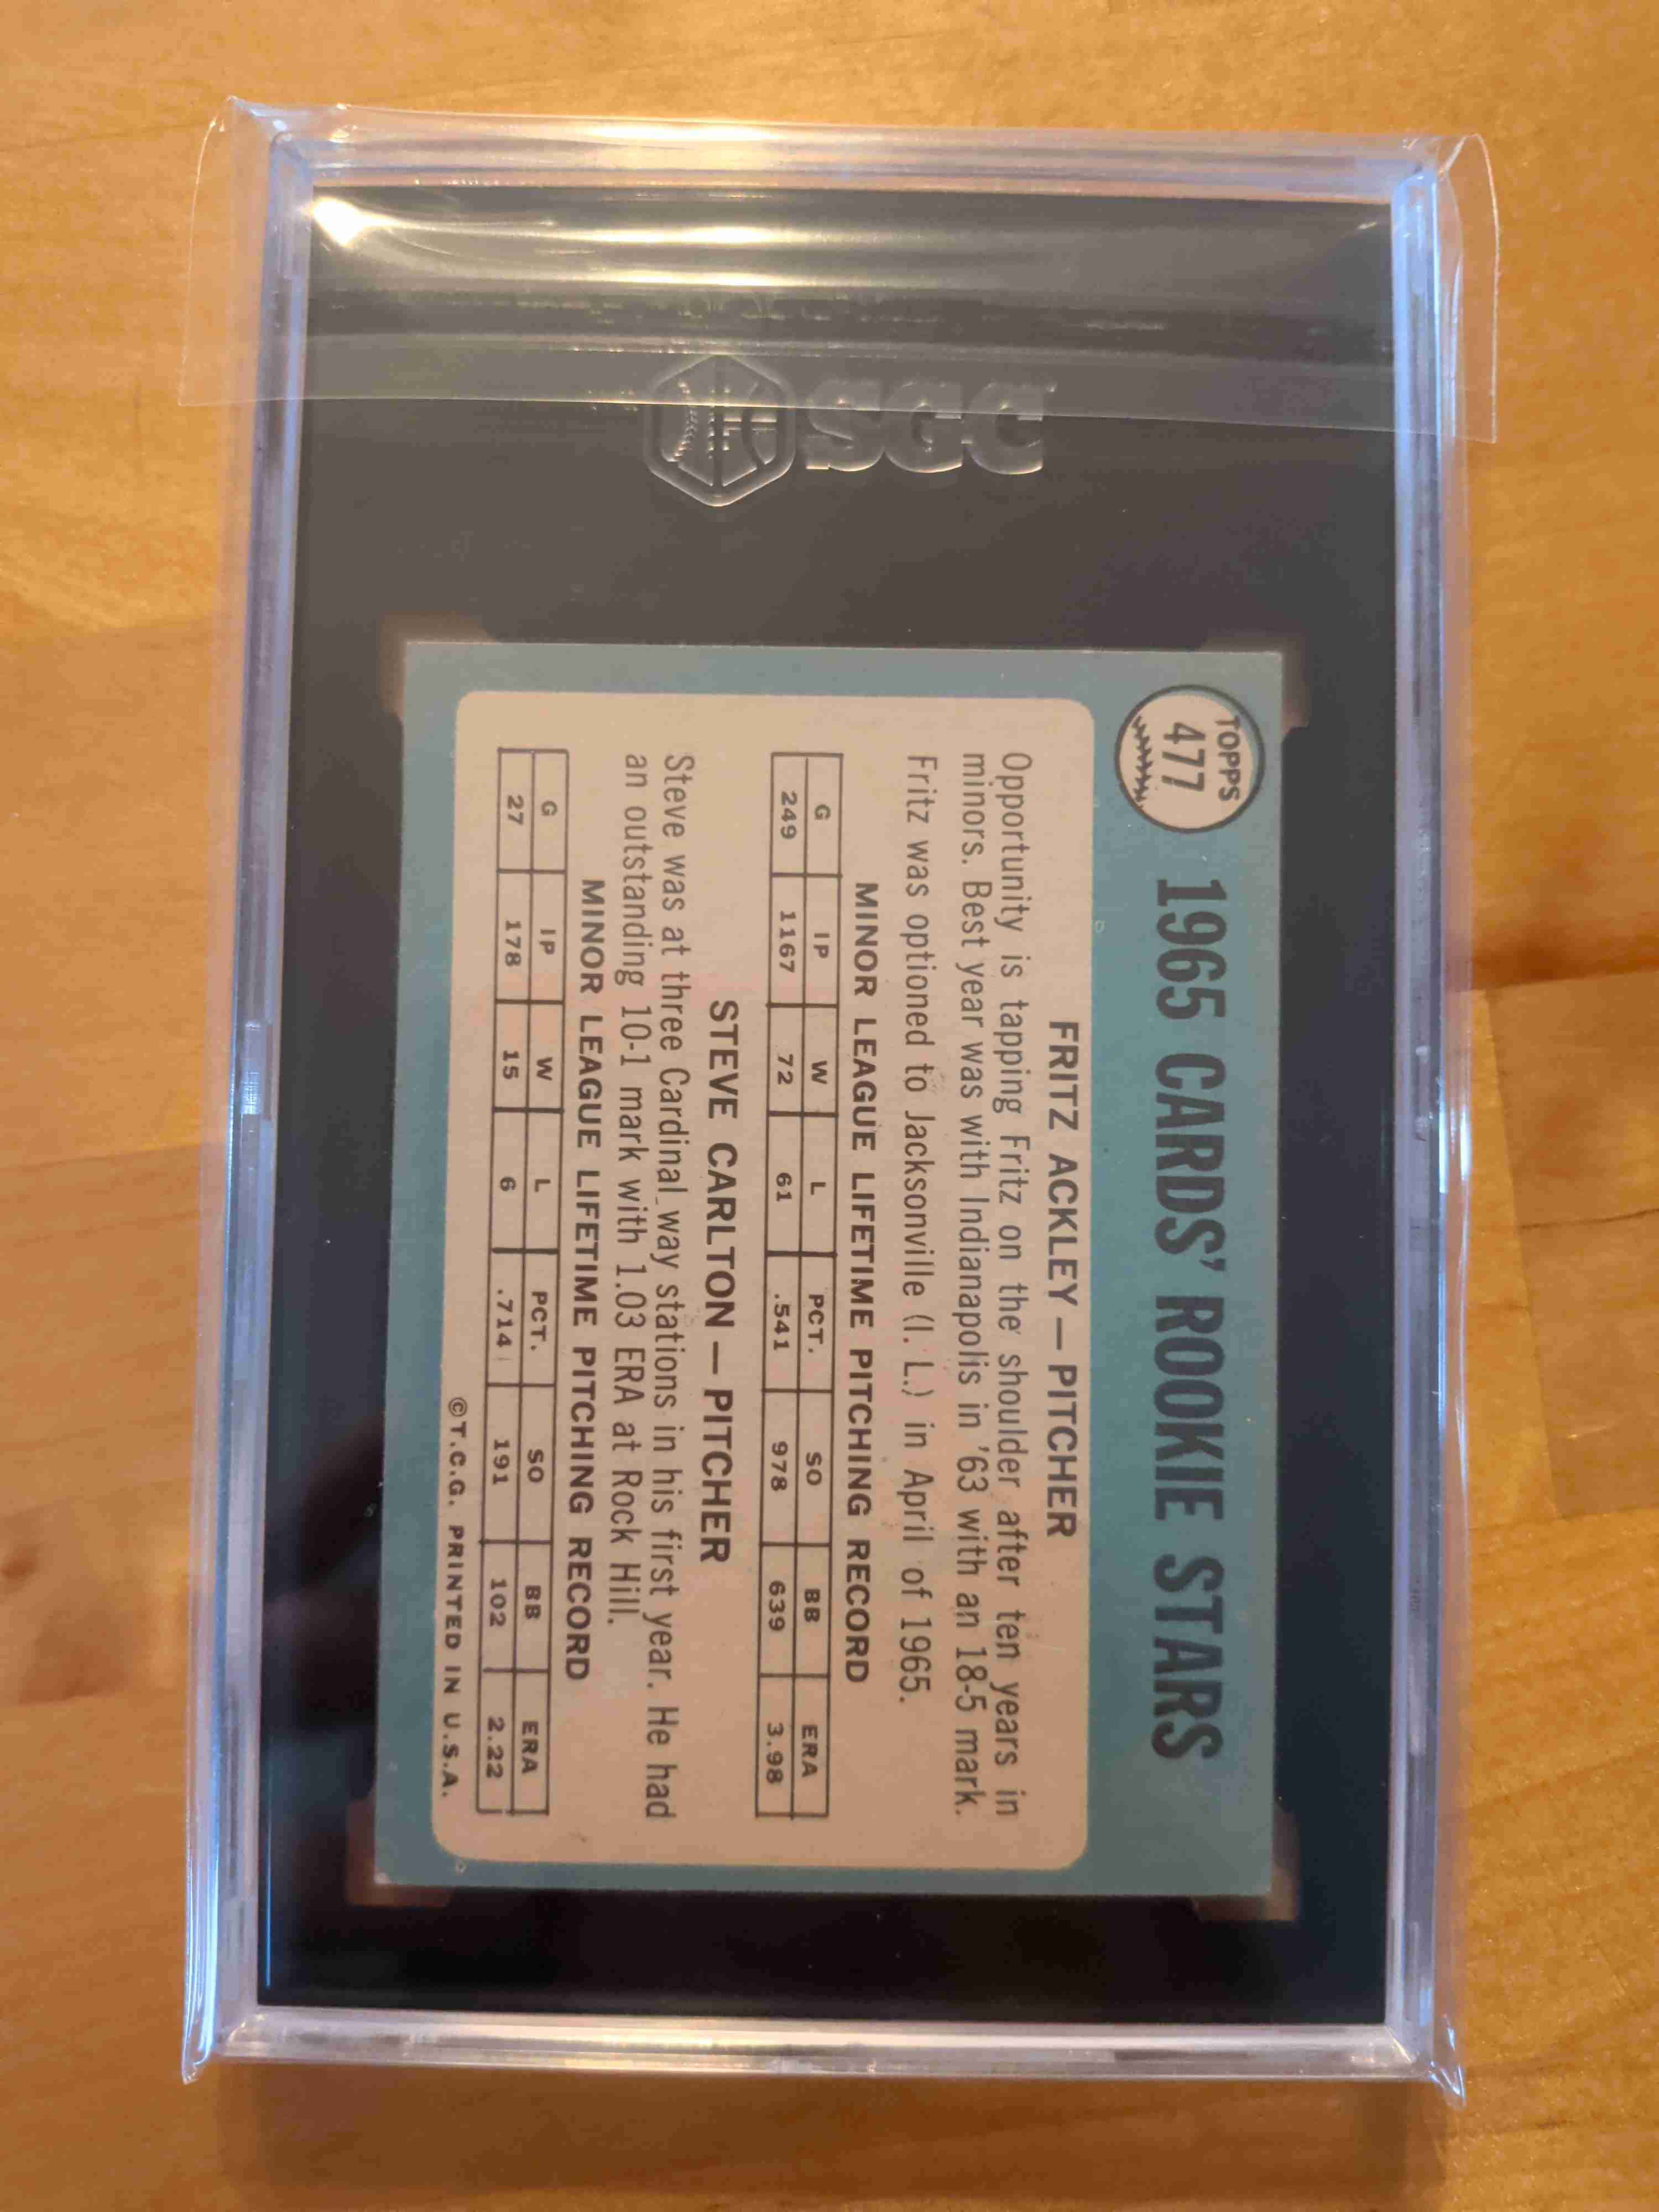 SGC
TOPPS
477
1965 CARDS' ROOKIE STARS
FRITZ ACKLEY — PITCHER
Opportunity is tapping Fritz on the shoulder after ten years in
minors. Best year was with Indianapolis in '63 with an 18-5 mark.
Fritz was optioned to Jacksonville (I. L.) in April of 1965.
MINOR LEAGUE LIFETIME PITCHING RECORD
G IP W L PCT. SO BB ERA
249 1167 72 61 .541 978 639 3.98
STEVE CARLTON — PITCHER
Steve was at three Cardinal way stations in his first year. He had
an outstanding 10-1 mark with 1.03 ERA at Rock Hill.
MINOR LEAGUE LIFETIME PITCHING RECORD
G IP W L PCT. SO BB ERA
27 178 15 6 .714 191 102 2.22
©T.C.G. PRINTED IN U.S.A.